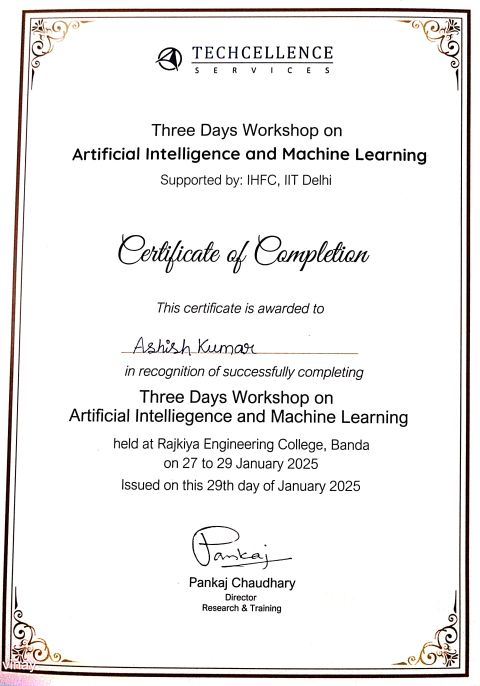 TECHCELLENCE
SERVICES
Three Days Workshop on
Artificial Intelligence and Machine Learning
Supported by: IHFC, IIT Delhi
Certificate of Completion
This certificate is awarded to
Ashish Kumar
in recognition of successfully completing
Three Days Workshop on
Artificial Intelliegence and Machine Learning
held at Rajkiya Engineering College, Banda
on 27 to 29 January 2025
Issued on this 29th day of January 2025
Pankaj
Pankaj Chaudhary
Director
Research & Training
vinay